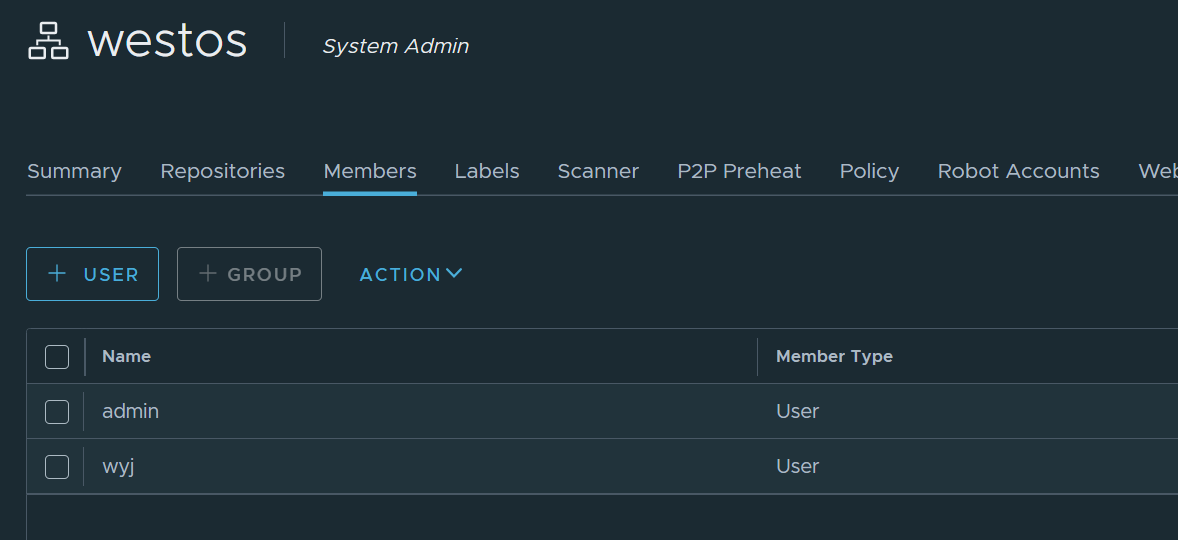 westos System Admin
Summary Repositories Members Labels Scanner P2P Preheat Policy Robot Accounts
+ USER + GROUP ACTION
Name Member Type
admin User
wyj User